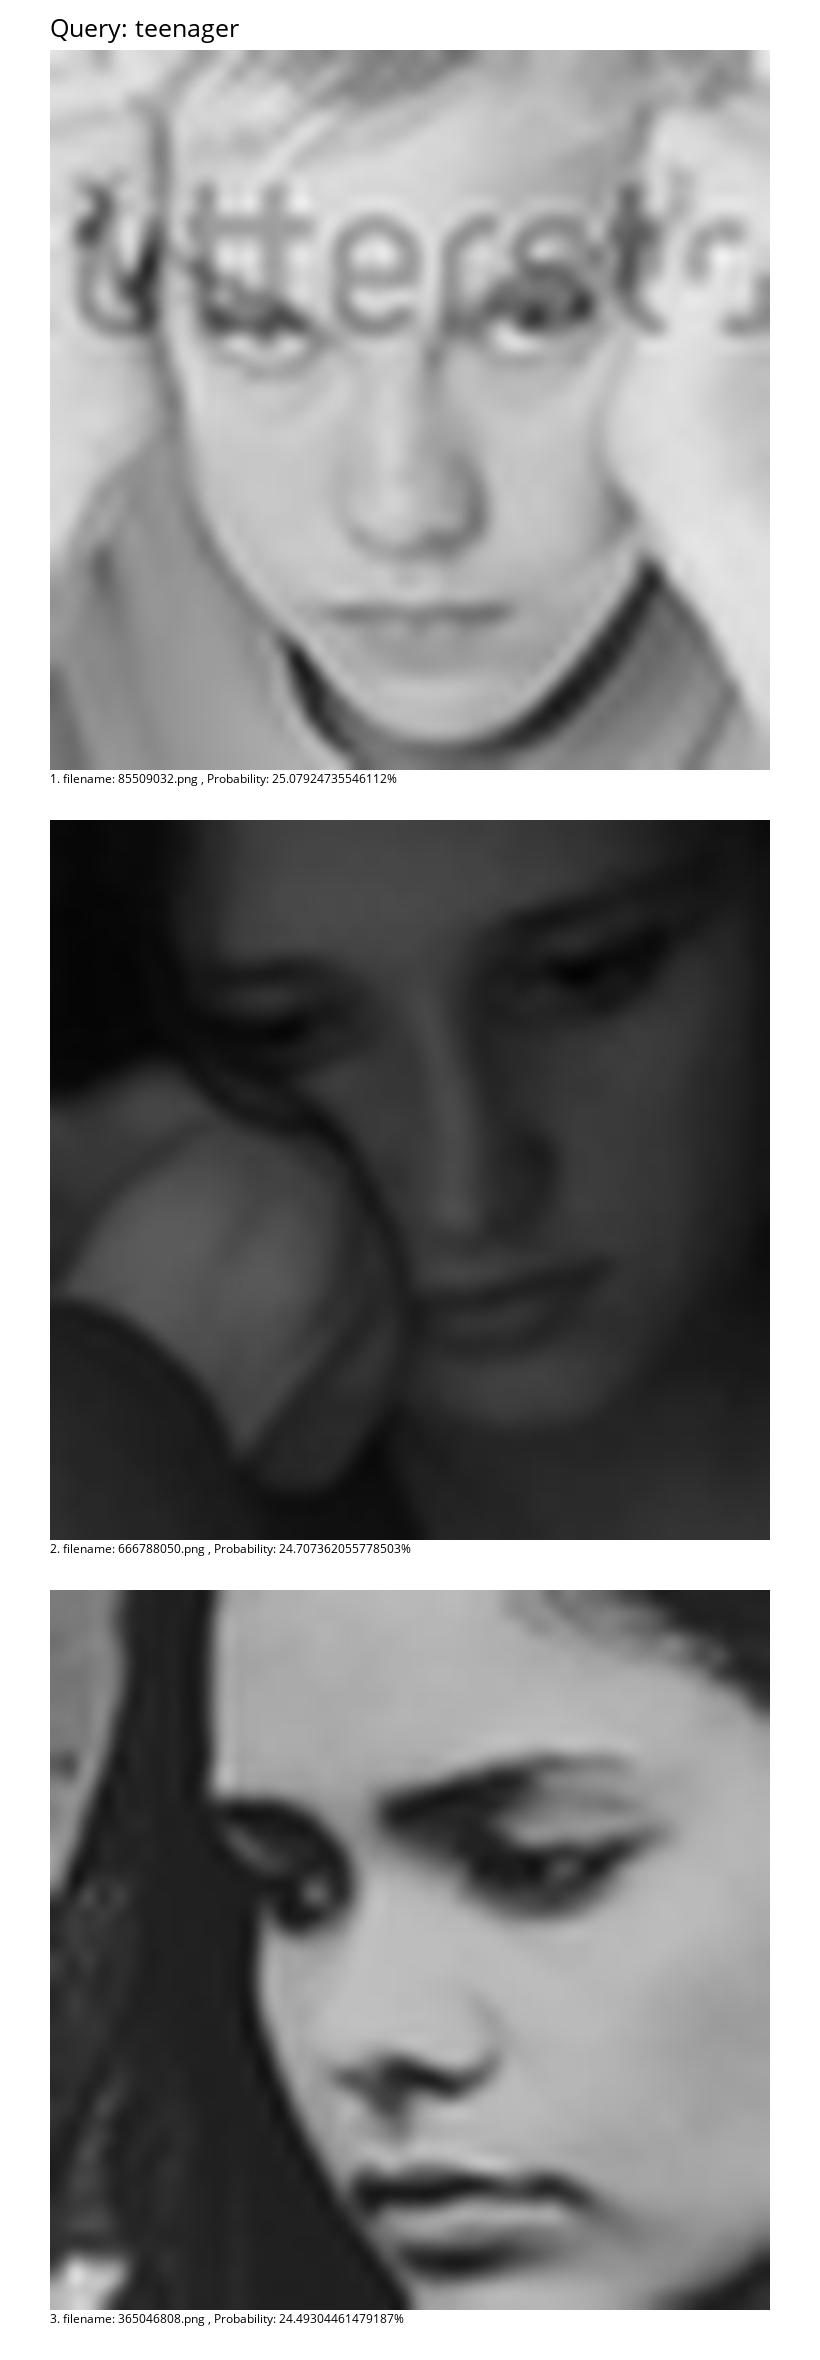 Query: teenager
utterst
1. filename: 85509032.png , Probability: 25.07924735546112%
2. filename: 666788050.png , Probability: 24.707362055778503%
3. filename: 365046808.png , Probability: 24.49304461479187%